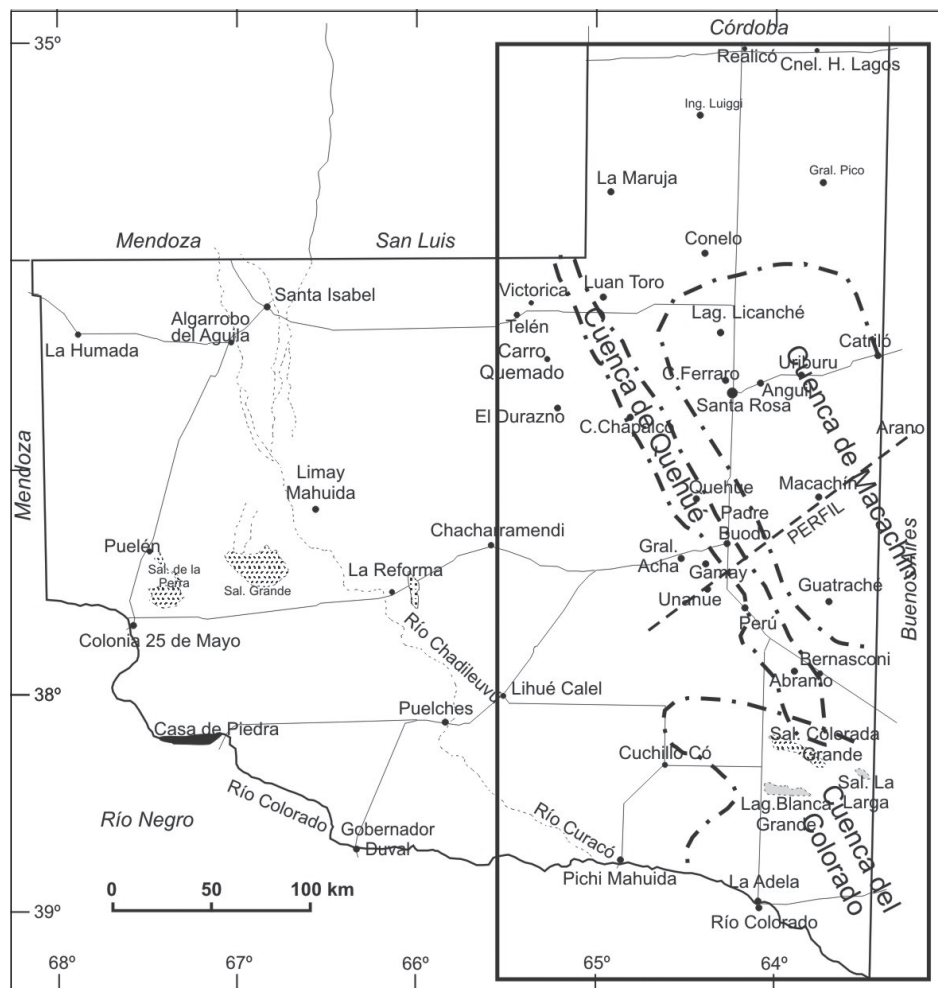 35º
Córdoba
Realicó
Cnel. H. Lagos
Ing. Luiggi
Gral. Pico
La Maruja
Mendoza
San Luis
Conelo
Santa Isabel
Victorica
Luan Toro
Algarrobo
del Aguila
Telén
Lag. Licanché
La Humada
Catriló
Carro
Quemado
Uriburu
C.Ferraro
Anguil
Santa Rosa
El Durazno
C.Chapalcó
Cuenca de Quehué
Cuenca de Macachín
Arano
Mendoza
Limay
Mahuida
Quehue
Macachín
Padre
Buodo
PERFIL
Chacharramendi
Puelén
Gral.
Acha
Sal. de la
Perra
Sal. Grande
La Reforma
Gamay
Unanue
Guatraché
Perú
Buenos Aires
Colonia 25 de Mayo
Río Chadileuvú
38º
Lihué Calel
Bernasconi
Abramo
Puelches
Casa de Piedra
Sal. Colorada
Grande
Cuchillo Có
Sal. La
Larga
Lag.Blanca
Grande
Río Colorado
Río Negro
Río Curacó
Gobernador
Duval
Cuenca del
Colorado
Pichi Mahuida
La Adela
0 50 100 km
39º
Río Colorado
68º 67º 66º 65º 64º